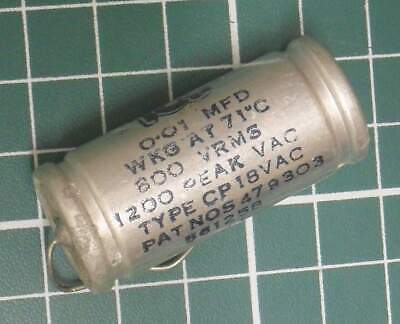 0·01 MFD
WKG AT 71°C
600 VRMS
1200 PEAK VAC
TYPE CP18VAC
PAT NOS 479303